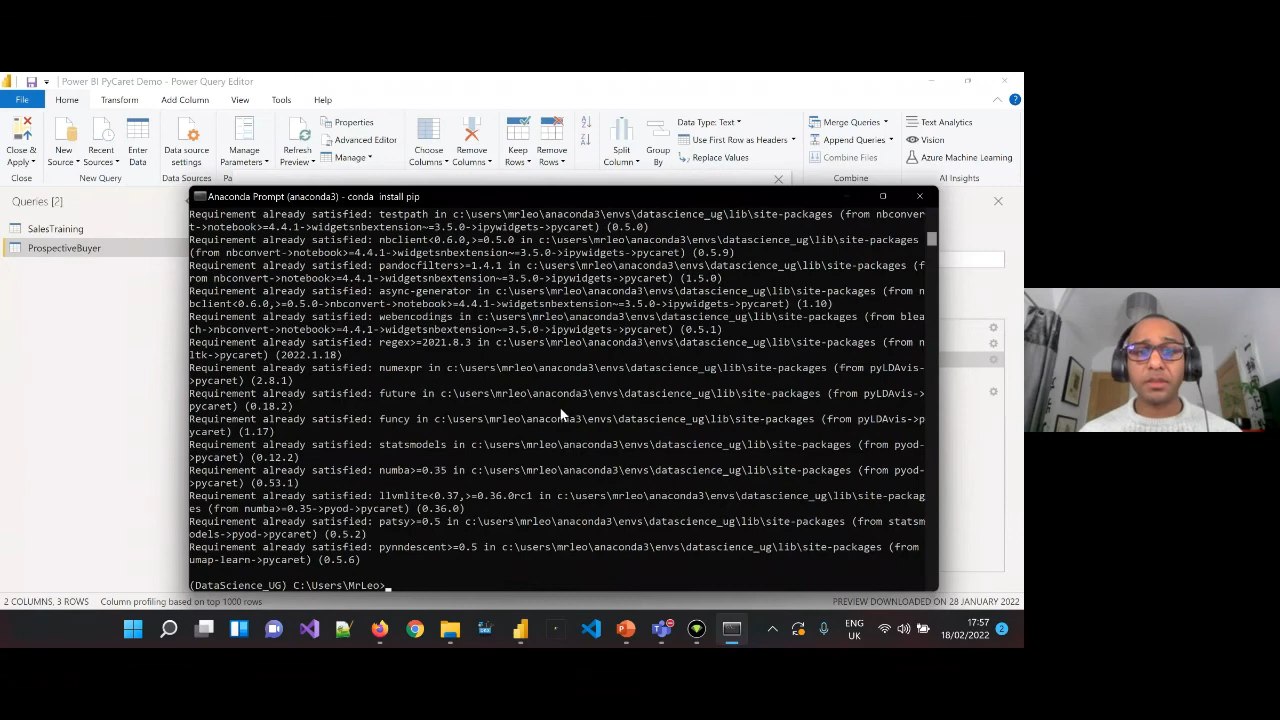 Power BI PyCaret Demo - Power Query Editor
File Home Transform Add Column View Tools Help
Close & Apply
New Source
Recent Sources
Enter Data
Data source settings
Manage Parameters
Refresh Preview
Properties
Advanced Editor
Manage
Choose Columns
Remove Columns
Keep Rows
Remove Rows
Split Column
Group By
Data Type: Text
Use First Row as Headers
Replace Values
Merge Queries
Append Queries
Combine Files
Text Analytics
Vision
Azure Machine Learning
Close New Query Data Sources Combine AI Insights
Queries [2]
SalesTraining
ProspectiveBuyer
Anaconda Prompt (anaconda3) - conda install pip
Requirement already satisfied: testpath in c:\users\mrleo\anaconda3\envs\datascience_ug\lib\site-packages (from nbconver
t->notebook>=4.4.1->widgetsnbextension~=3.5.0->ipywidgets->pycaret) (0.5.0)
Requirement already satisfied: nbclient<0.6.0,>=0.5.0 in c:\users\mrleo\anaconda3\envs\datascience_ug\lib\site-packages
(from nbconvert->notebook>=4.4.1->widgetsnbextension~=3.5.0->ipywidgets->pycaret) (0.5.9)
Requirement already satisfied: pandocfilters>=1.4.1 in c:\users\mrleo\anaconda3\envs\datascience_ug\lib\site-packages (f
rom nbconvert->notebook>=4.4.1->widgetsnbextension~=3.5.0->ipywidgets->pycaret) (1.5.0)
Requirement already satisfied: async-generator in c:\users\mrleo\anaconda3\envs\datascience_ug\lib\site-packages (from n
bclient<0.6.0,>=0.5.0->nbconvert->notebook>=4.4.1->widgetsnbextension~=3.5.0->ipywidgets->pycaret) (1.10)
Requirement already satisfied: webencodings in c:\users\mrleo\anaconda3\envs\datascience_ug\lib\site-packages (from blea
ch->nbconvert->notebook>=4.4.1->widgetsnbextension~=3.5.0->ipywidgets->pycaret) (0.5.1)
Requirement already satisfied: regex>=2021.8.3 in c:\users\mrleo\anaconda3\envs\datascience_ug\lib\site-packages (from n
ltk->pycaret) (2022.1.18)
Requirement already satisfied: numexpr in c:\users\mrleo\anaconda3\envs\datascience_ug\lib\site-packages (from pyLDAvis-
>pycaret) (2.8.1)
Requirement already satisfied: future in c:\users\mrleo\anaconda3\envs\datascience_ug\lib\site-packages (from pyLDAvis->
pycaret) (0.18.2)
Requirement already satisfied: funcy in c:\users\mrleo\anaconda3\envs\datascience_ug\lib\site-packages (from pyLDAvis->p
ycaret) (1.17)
Requirement already satisfied: statsmodels in c:\users\mrleo\anaconda3\envs\datascience_ug\lib\site-packages (from pyod-
>pycaret) (0.12.2)
Requirement already satisfied: numba>=0.35 in c:\users\mrleo\anaconda3\envs\datascience_ug\lib\site-packages (from pyod-
>pycaret) (0.53.1)
Requirement already satisfied: llvmlite<0.37,>=0.36.0rc1 in c:\users\mrleo\anaconda3\envs\datascience_ug\lib\site-packag
es (from numba>=0.35->pyod->pycaret) (0.36.0)
Requirement already satisfied: patsy>=0.5 in c:\users\mrleo\anaconda3\envs\datascience_ug\lib\site-packages (from statsm
odels->pyod->pycaret) (0.5.2)
Requirement already satisfied: pynndescent>=0.5 in c:\users\mrleo\anaconda3\envs\datascience_ug\lib\site-packages (from
umap-learn->pycaret) (0.5.6)
(DataScience_UG) C:\Users\MrLeo>
2 COLUMNS, 3 ROWS Column profiling based on top 1000 rows PREVIEW DOWNLOADED ON 28 JANUARY 2022
ENG
UK
17:57
18/02/2022
2